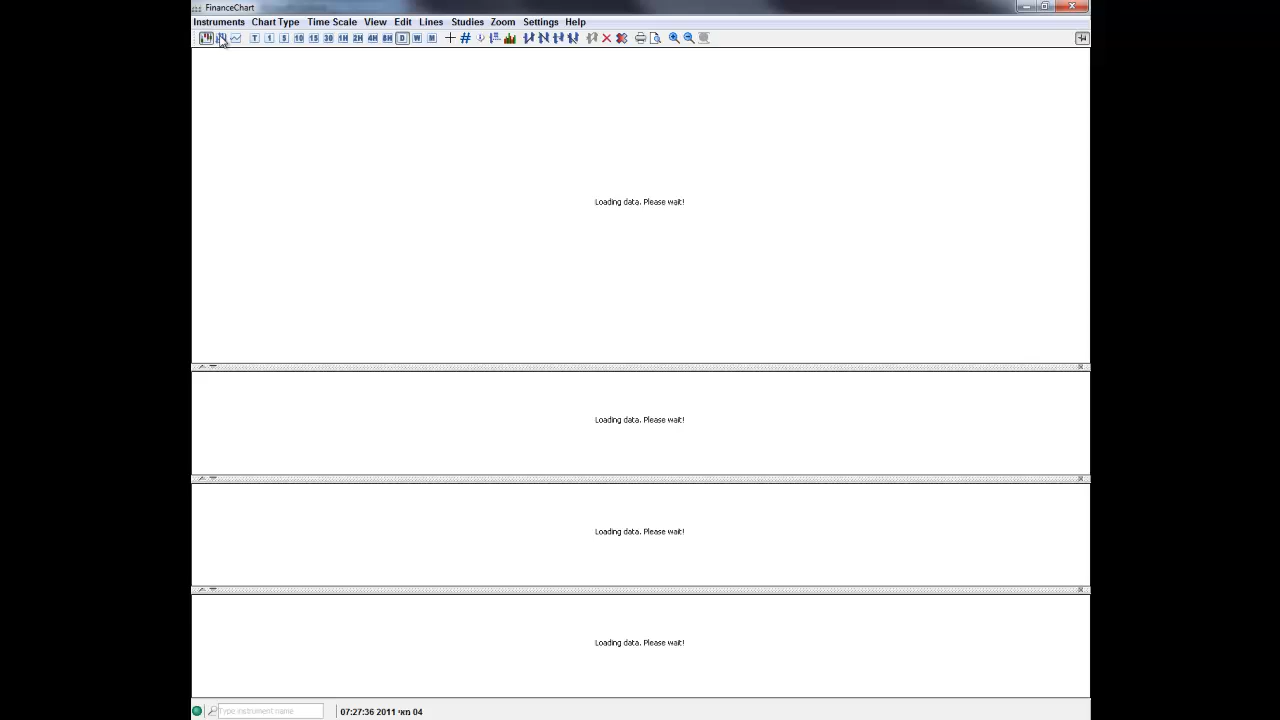 FinanceChart
Instruments Chart Type Time Scale View Edit Lines Studies Zoom Settings Help
T 1 5 10 15 30 1H 2H 4H 8H D W M
Loading data. Please wait!
Loading data. Please wait!
Loading data. Please wait!
Loading data. Please wait!
Type instrument name 07:27:36 2011 מאי 04